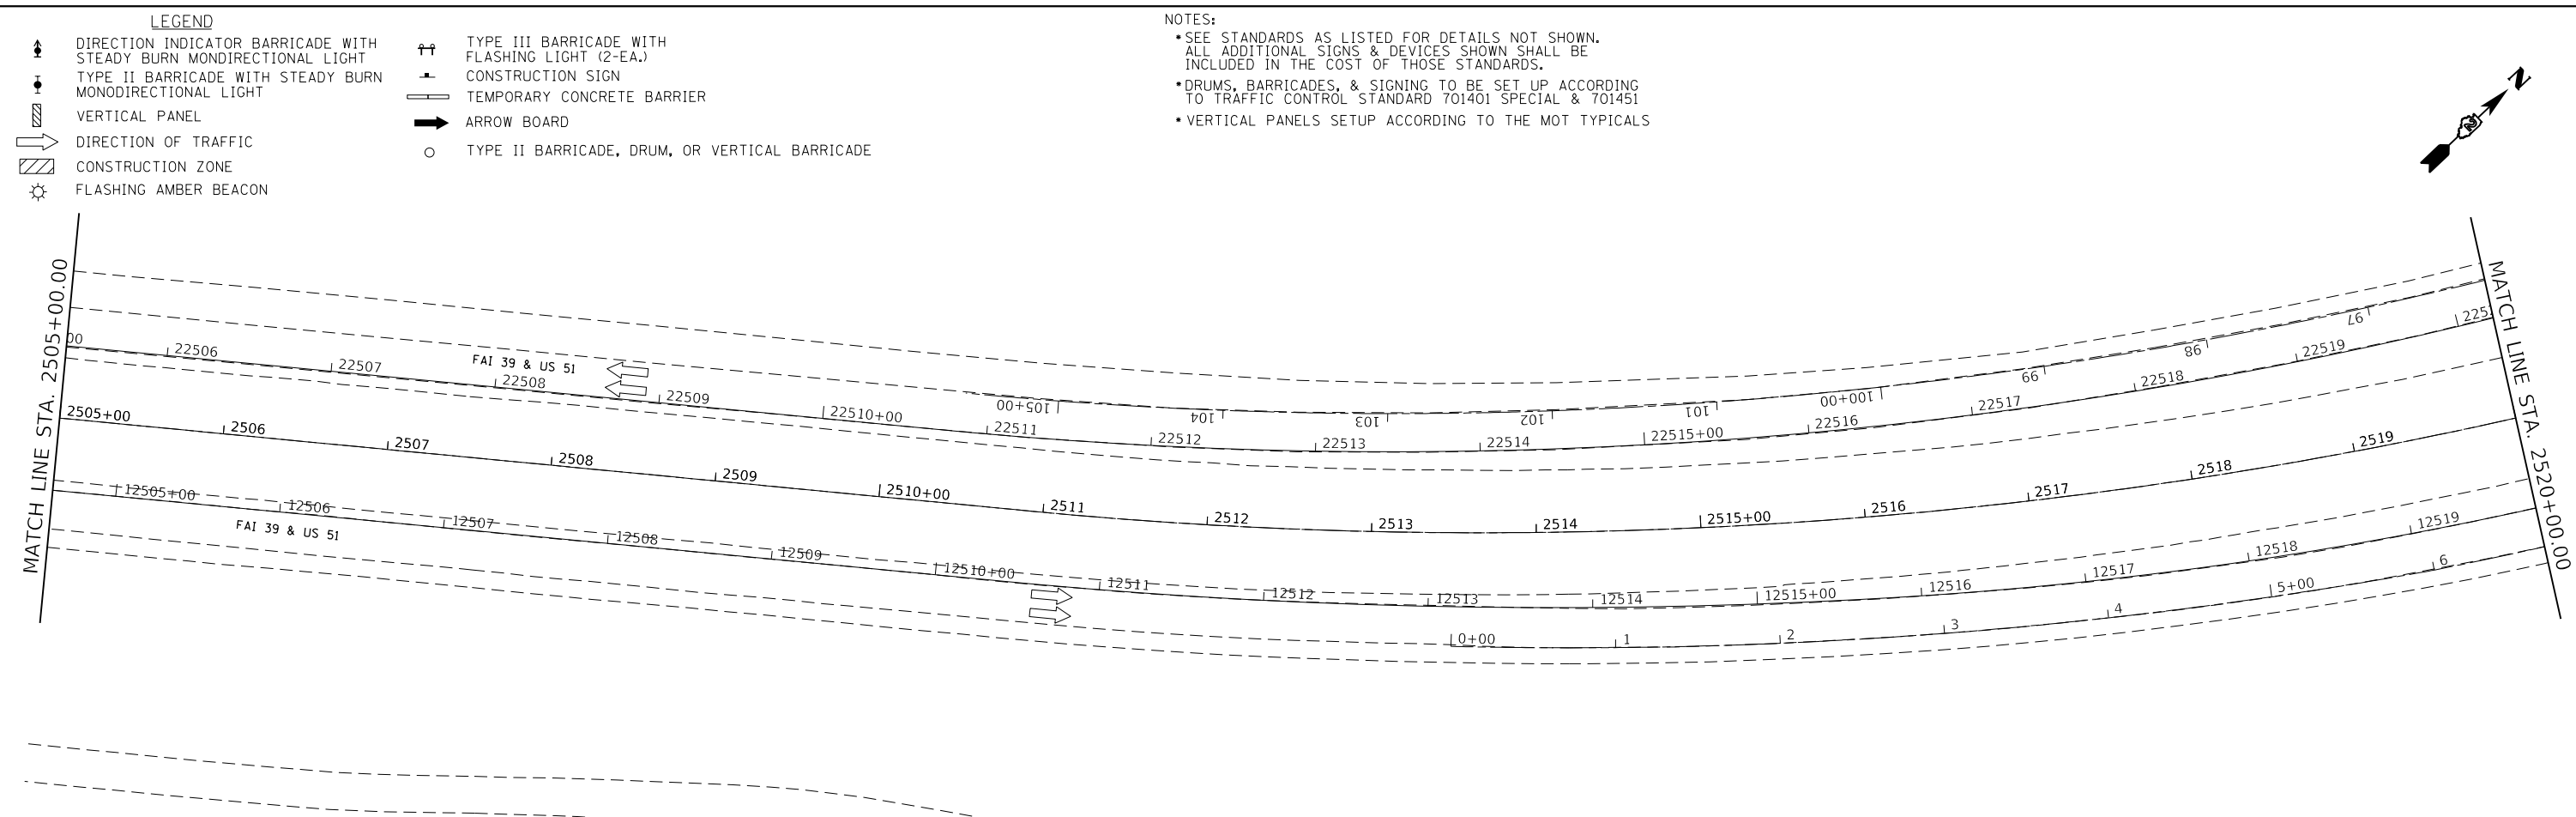 LEGEND
DIRECTION INDICATOR BARRICADE WITH
STEADY BURN MONDIRECTIONAL LIGHT
TYPE II BARRICADE WITH STEADY BURN
MONODIRECTIONAL LIGHT
VERTICAL PANEL
DIRECTION OF TRAFFIC
CONSTRUCTION ZONE
FLASHING AMBER BEACON
TYPE III BARRICADE WITH
FLASHING LIGHT (2-EA.)
CONSTRUCTION SIGN
TEMPORARY CONCRETE BARRIER
ARROW BOARD
TYPE II BARRICADE, DRUM, OR VERTICAL BARRICADE
NOTES:
*SEE STANDARDS AS LISTED FOR DETAILS NOT SHOWN.
ALL ADDITIONAL SIGNS & DEVICES SHOWN SHALL BE
INCLUDED IN THE COST OF THOSE STANDARDS.
*DRUMS, BARRICADES, & SIGNING TO BE SET UP ACCORDING
TO TRAFFIC CONTROL STANDARD 701401 SPECIAL & 701451
* VERTICAL PANELS SETUP ACCORDING TO THE MOT TYPICALS
N
MATCH LINE STA. 2505+00.00
105+00 104 103 102 101 100+00 99 98 97
FAI 39 & US 51
00 22506 22507 22508 22509 22510+00 22511 22512 22513 22514 22515+00 22516 22517 22518 22519 225
2505+00 2506 2507 2508 2509 2510+00 2511 2512 2513 2514 2515+00 2516 2517 2518 2519
12505+00 12506 12507 12508 12509 12510+00 12511 12512 12513 12514 12515+00 12516 12517 12518 12519
FAI 39 & US 51
0+00 1 2 3 4 5+00 6
MATCH LINE STA. 2520+00.00